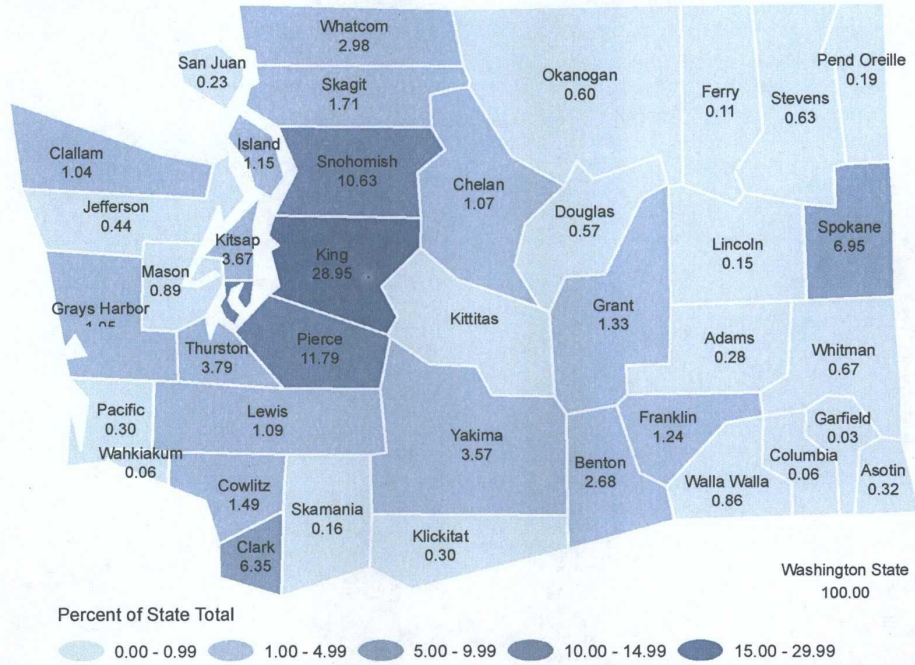 Whatcom
2.98
San Juan
0.23
Skagit
1.71
Okanogan
0.60
Ferry
0.11
Stevens
0.63
Pend Oreille
0.19
Clallam
1.04
Island
1.15
Snohomish
10.63
Chelan
1.07
Jefferson
0.44
Kitsap
3.67
King
28.95
Douglas
0.57
Lincoln
0.15
Spokane
6.95
Mason
0.89
Grays Harbor
1.05
Kittitas
Grant
1.33
Thurston
3.79
Pierce
11.79
Adams
0.28
Whitman
0.67
Pacific
0.30
Lewis
1.09
Yakima
3.57
Franklin
1.24
Garfield
0.03
Wahkiakum
0.06
Benton
2.68
Columbia
0.06
Asotin
0.32
Cowlitz
1.49
Skamania
0.16
Walla Walla
0.86
Clark
6.35
Klickitat
0.30
Washington State
100.00
Percent of State Total
0.00 - 0.99 1.00 - 4.99 5.00 - 9.99 10.00 - 14.99 15.00 - 29.99